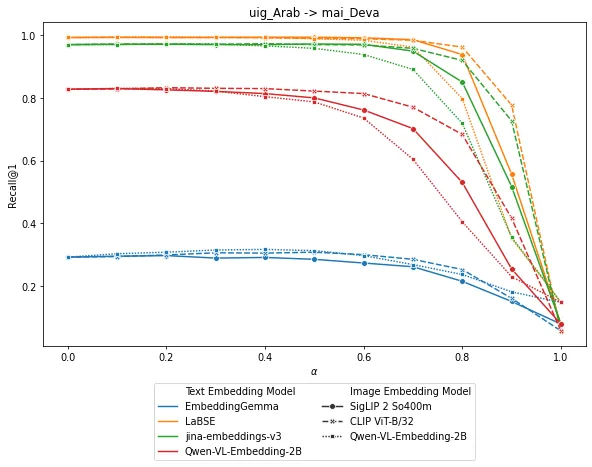 uig_Arab -> mai_Deva
1.0
0.8
0.6
0.4
0.2
Recall@1
0.0 0.2 0.4 0.6 0.8 1.0
α
Text Embedding Model Image Embedding Model
EmbeddingGemma SigLIP 2 So400m
LaBSE CLIP ViT-B/32
jina-embeddings-v3 Qwen-VL-Embedding-2B
Qwen-VL-Embedding-2B